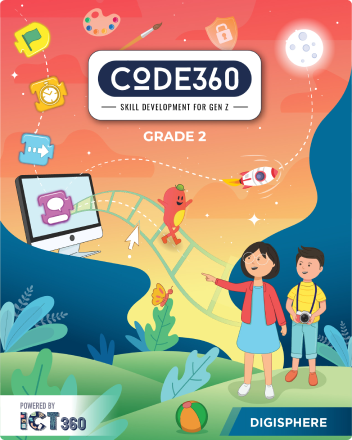 CODE360
SKILL DEVELOPMENT FOR GEN Z
GRADE 2
POWERED BY
ICT360
DIGISPHERE